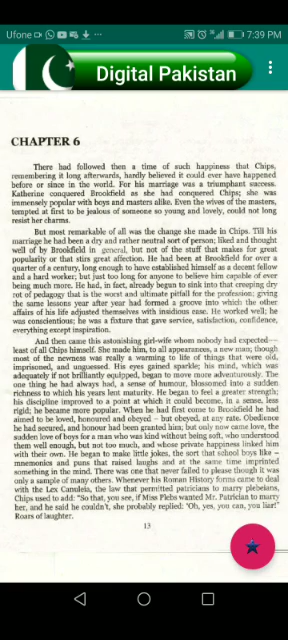 Ufone
7:39 PM
Digital Pakistan
CHAPTER 6
There had followed then a time of such happiness that Chips,
remembering it long afterwards, hardly believed it could ever have happened
before or since in the world. For his marriage was a triumphant success.
Katherine conquered Brookfield as she had conquered Chips; she was
immensely popular with boys and masters alike. Even the wives of the masters,
tempted at first to be jealous of someone so young and lovely, could not long
resist her charms.
But most remarkable of all was the change she made in Chips. Till his
marriage he had been a dry and rather neutral sort of person; liked and thought
well of by Brookfield in general, but not of the stuff that makes for great
popularity or that stirs great affection. He had been at Brookfield for over a
quarter of a century, long enough to have established himself as a decent fellow
and a hard worker; but just too long for anyone to believe him capable of ever
being much more. He had, in fact, already begun to sink into that creeping dry
rot of pedagogy that is the worst and ultimate pitfall for the profession; giving
the same lessons year after year had formed a groove into which the other
affairs of his life adjusted themselves with insidious ease. He worked well; he
was conscientious; he was a fixture that gave service, satisfaction, confidence,
everything except inspiration.
And then came this astonishing girl-wife whom nobody had expected—
least of all Chips himself. She made him, to all appearances, a new man; though
most of the newness was really a warming to life of things that were old,
imprisoned, and unguessed. His eyes gained sparkle; his mind, which was
adequately if not brilliantly equipped, began to move more adventurously. The
one thing he had always had, a sense of humour, blossomed into a sudden
richness to which his years lent maturity. He began to feel a greater strength;
his discipline improved to a point at which it could become, in a sense, less
rigid; he became more popular. When he first come to Brookfield he had
aimed to be loved, honoured and obeyed – but obeyed, at any rate. Obedience
he had secured, and honour had been granted him; but only now came love, the
sudden love of boys for a man who was kind without being soft, who understood
them well enough, but not too much, and whose private happiness linked him
with their own. He began to make little jokes, the sort that school boys like –
mnemonics and puns that raised laughs and at the same time imprinted
something in the mind. There was one that never failed to please though it was
only a sample of many others. Whenever his Roman History forms came to deal
with the Lex Canuleia, the law that permitted patricians to marry plebeians,
Chips used to add: "So that, you see, if Miss Plebs wanted Mr. Patrician to marry
her, and he said he couldn't, she probably replied: 'Oh, yes, you can, you liar!'"
Roars of laughter.
13